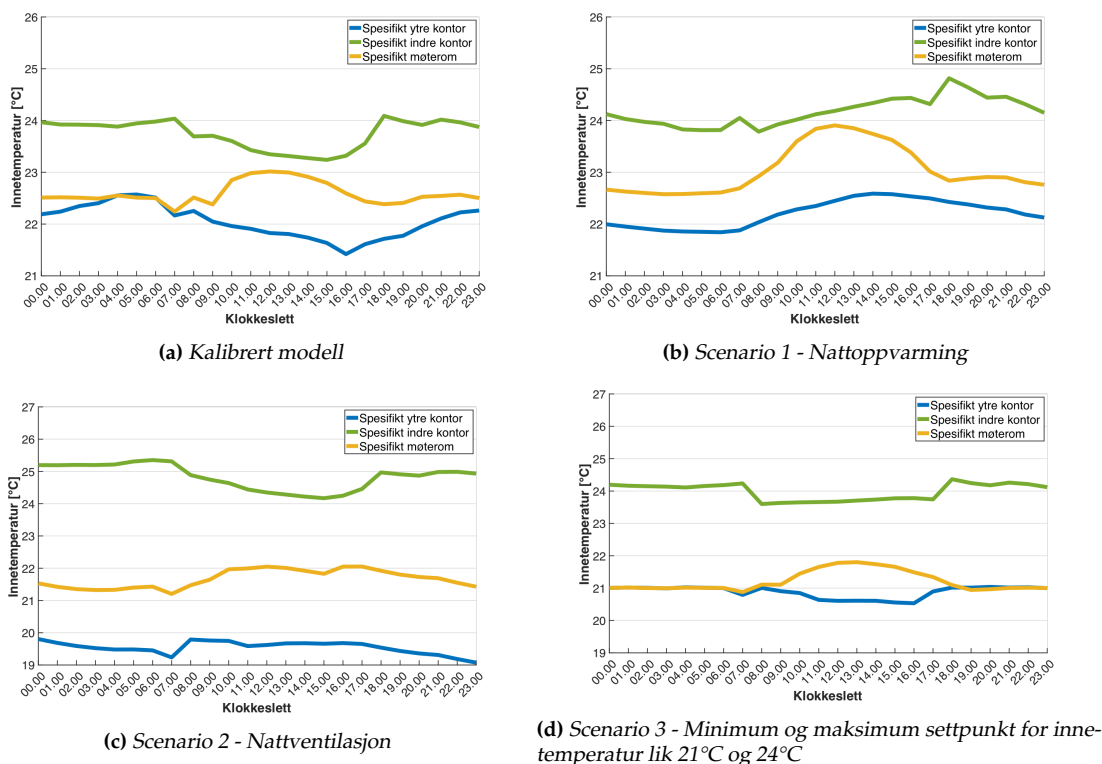 26
25
24
23
22
21
Innetemperatur [°C]
Spesifikt ytre kontor
Spesifikt indre kontor
Spesifikt møterom
00.00 01.00 02.00 03.00 04.00 05.00 06.00 07.00 08.00 09.00 10.00 11.00 12.00 13.00 14.00 15.00 16.00 17.00 18.00 19.00 20.00 21.00 22.00 23.00
Klokkeslett
(a) Kalibrert modell
26
25
24
23
22
21
Innetemperatur [°C]
Spesifikt ytre kontor
Spesifikt indre kontor
Spesifikt møterom
00.00 01.00 02.00 03.00 04.00 05.00 06.00 07.00 08.00 09.00 10.00 11.00 12.00 13.00 14.00 15.00 16.00 17.00 18.00 19.00 20.00 21.00 22.00 23.00
Klokkeslett
(b) Scenario 1 - Nattoppvarming
27
26
25
24
23
22
21
20
19
Innetemperatur [°C]
Spesifikt ytre kontor
Spesifikt indre kontor
Spesifikt møterom
00.00 01.00 02.00 03.00 04.00 05.00 06.00 07.00 08.00 09.00 10.00 11.00 12.00 13.00 14.00 15.00 16.00 17.00 18.00 19.00 20.00 21.00 22.00 23.00
Klokkeslett
(c) Scenario 2 - Nattventilasjon
27
26
25
24
23
22
21
20
19
Innetemperatur [°C]
Spesifikt ytre kontor
Spesifikt indre kontor
Spesifikt møterom
00.00 01.00 02.00 03.00 04.00 05.00 06.00 07.00 08.00 09.00 10.00 11.00 12.00 13.00 14.00 15.00 16.00 17.00 18.00 19.00 20.00 21.00 22.00 23.00
Klokkeslett
(d) Scenario 3 - Minimum og maksimum settpunkt for inne-
temperatur lik 21°C og 24°C